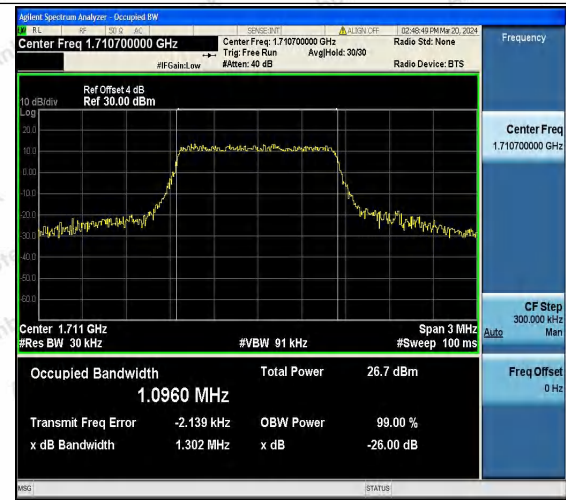 Agilent Spectrum Analyzer - Occupied BW
RL RF 50 Ω AC SENSE:INT ALIGN OFF 02:48:49 PM Mar 20, 2024
Center Freq 1.710700000 GHz
Center Freq: 1.710700000 GHz
Radio Std: None
Trig: Free Run Avg|Hold: 30/30
#IFGain:Low #Atten: 40 dB Radio Device: BTS
Ref Offset 4 dB
10 dB/div Ref 30.00 dBm
Log
20.0
10.0
0.00
-10.0
-20.0
-30.0
-40.0
-50.0
-60.0
Center 1.711 GHz Span 3 MHz
#Res BW 30 kHz #VBW 91 kHz #Sweep 100 ms
Occupied Bandwidth Total Power 26.7 dBm
1.0960 MHz
Transmit Freq Error -2.139 kHz OBW Power 99.00 %
x dB Bandwidth 1.302 MHz x dB -26.00 dB
MSG STATUS
Frequency
Center Freq
1.710700000 GHz
CF Step
300.000 kHz
Auto Man
Freq Offset
0 Hz